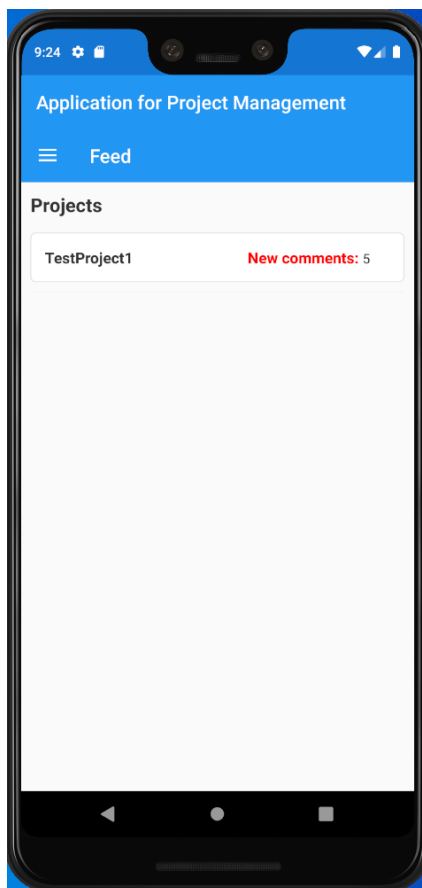 9:24
Application for Project Management
Feed
Projects
TestProject1 New comments: 5